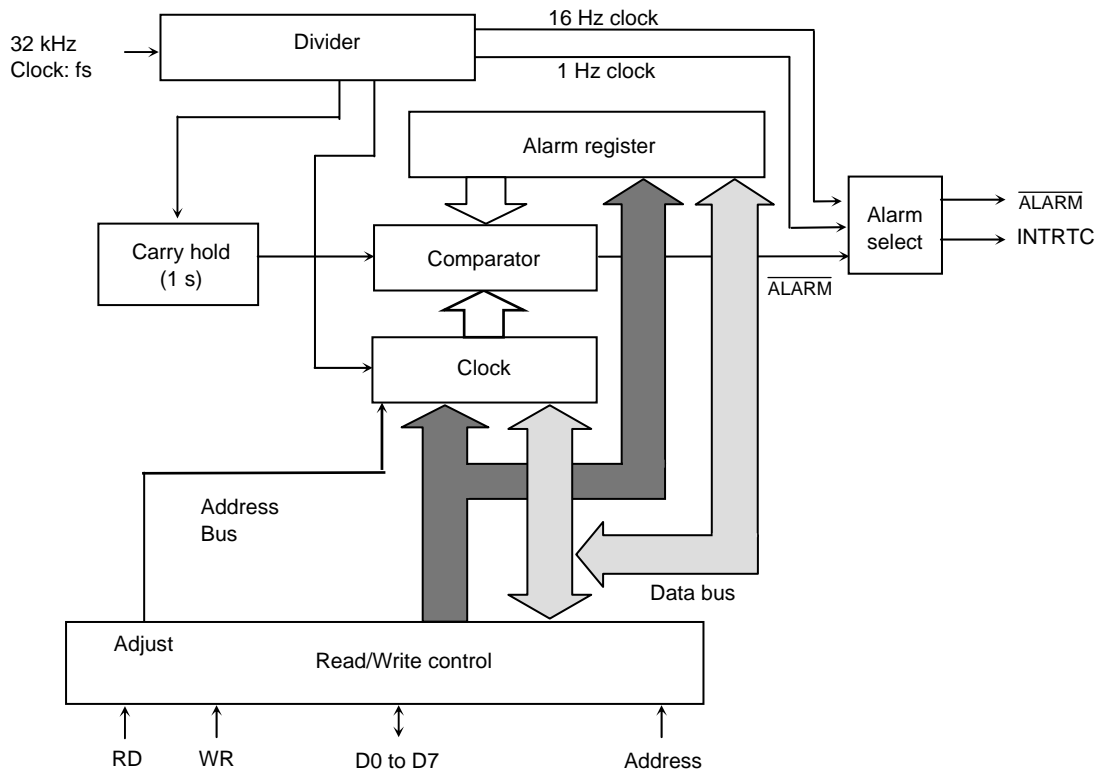 16 Hz clock
32 kHz
Clock: fs
Divider
1 Hz clock
Alarm register
Alarm
select
ALARM
INTRTC
Carry hold
(1 s)
Comparator
ALARM
Clock
Address
Bus
Data bus
Adjust
Read/Write control
RD
WR
D0 to D7
Address